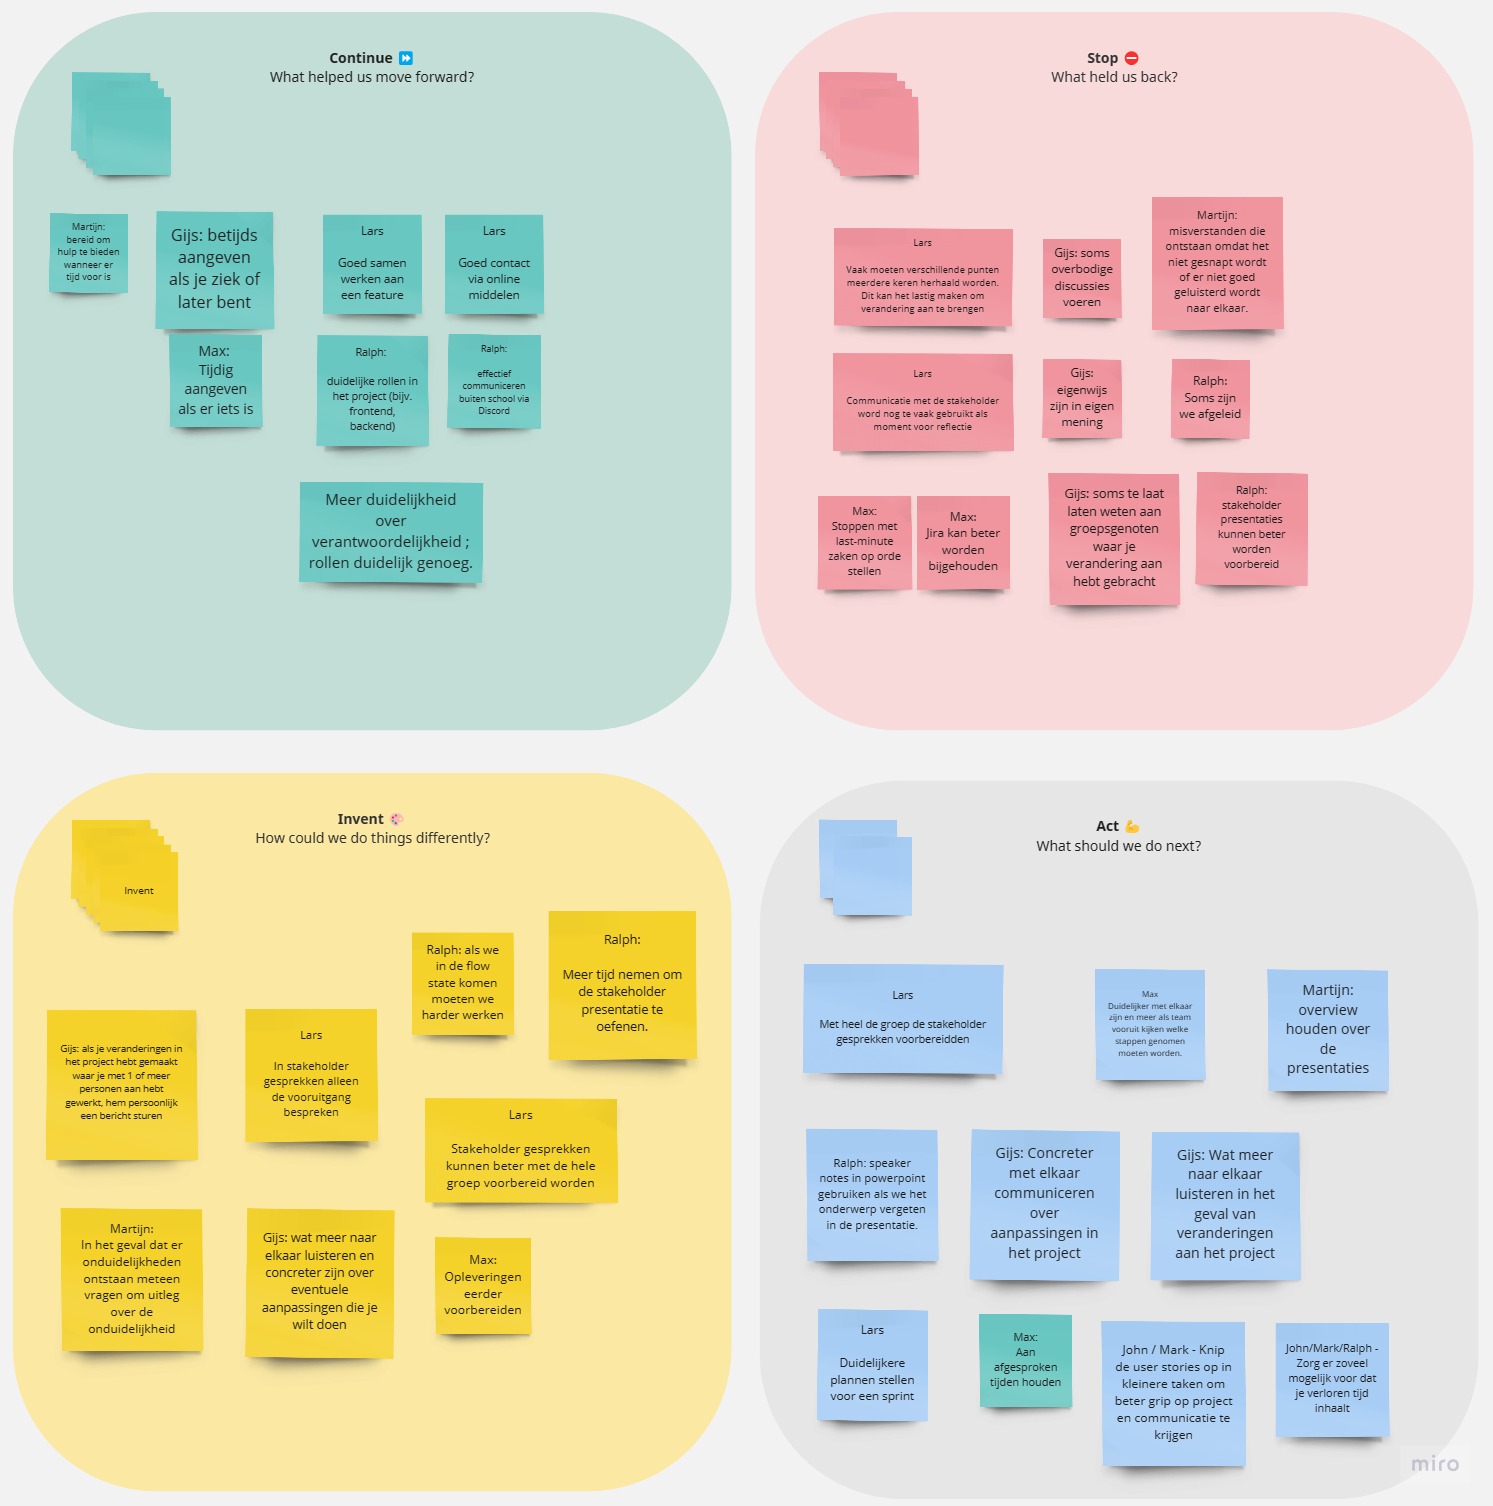 Continue ⏩
What helped us move forward?
Martijn:
bereid om
hulp te bieden
wanneer er
tijd voor is
Gijs: betijds
aangeven
als je ziek of
later bent
Lars
Goed samen
werken aan
een feature
Lars
Goed contact
via online
middelen
Max:
Tijdig
aangeven
als er iets is
Ralph:
duidelijke rollen in
het project (bijv.
frontend,
backend)
Ralph:
effectief
communiceren
buiten school via
Discord
Meer duidelijkheid
over
verantwoordelijkheid ;
rollen duidelijk genoeg.
Stop ⛔
What held us back?
Lars
Vaak moeten verschillende punten
meerdere keren herhaald worden.
Dit kan het lastig maken om
verandering aan te brengen
Gijs: soms
overbodige
discussies
voeren
Martijn:
misverstanden die
ontstaan omdat het
niet gesnapt wordt
of er niet goed
geluisterd wordt
naar elkaar.
Lars
Communicatie met de stakeholder
word nog te vaak gebruikt als
moment voor reflectie
Gijs:
eigenwijs
zijn in eigen
mening
Ralph:
Soms zijn
we afgeleid
Max:
Stoppen met
last-minute
zaken op orde
stellen
Max:
Jira kan beter
worden
bijgehouden
Gijs: soms te laat
laten weten aan
groepsgenoten
waar je
verandering aan
hebt gebracht
Ralph:
stakeholder
presentaties
kunnen beter
worden
voorbereid
Invent 🎨
How could we do things differently?
Invent
Ralph: als we
in de flow
state komen
moeten we
harder werken
Ralph:
Meer tijd nemen om
de stakeholder
presentatie te
oefenen.
Gijs: als je veranderingen in
het project hebt gemaakt
waar je met 1 of meer
personen aan hebt
gewerkt, hem persoonlijk
een bericht sturen
Lars
In stakeholder
gesprekken alleen
de vooruitgang
bespreken
Lars
Stakeholder gesprekken
kunnen beter met de hele
groep voorbereid worden
Martijn:
In het geval dat er
onduidelijkheden
ontstaan meteen
vragen om uitleg
over de
onduidelijkheid
Gijs: wat meer naar
elkaar luisteren en
concreter zijn over
eventuele
aanpassingen die je
wilt doen
Max:
Opleveringen
eerder
voorbereiden
Act 💪
What should we do next?
Lars
Met heel de groep de stakeholder
gesprekken voorbereidden
Max
Duidelijker met elkaar
zijn en meer als team
vooruit kijken welke
stappen genomen
moeten worden.
Martijn:
overview
houden over
de
presentaties
Ralph: speaker
notes in powerpoint
gebruiken als we het
onderwerp vergeten
in de presentatie.
Gijs: Concreter
met elkaar
communiceren
over
aanpassingen in
het project
Gijs: Wat meer
naar elkaar
luisteren in het
geval van
veranderingen
aan het project
Lars
Duidelijkere
plannen stellen
voor een sprint
Max:
Aan
afgesproken
tijden houden
John / Mark - Knip
de user stories op in
kleinere taken om
beter grip op project
en communicatie te
krijgen
John/Mark/Ralph -
Zorg er zoveel
mogelijk voor dat
je verloren tijd
inhaalt
miro